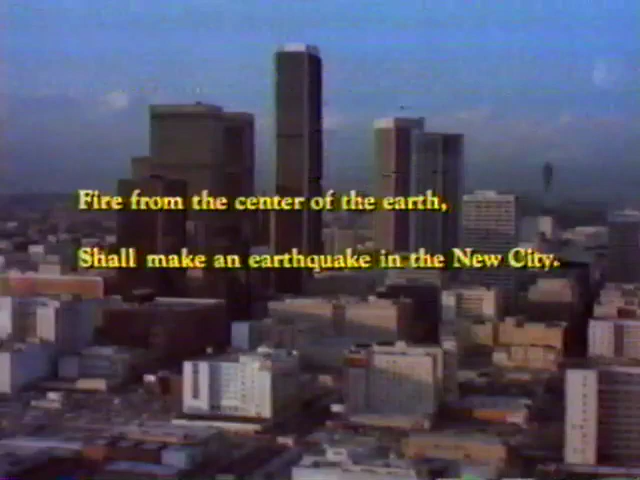 Fire from the center of the earth,
Shall make an earthquake in the New City.